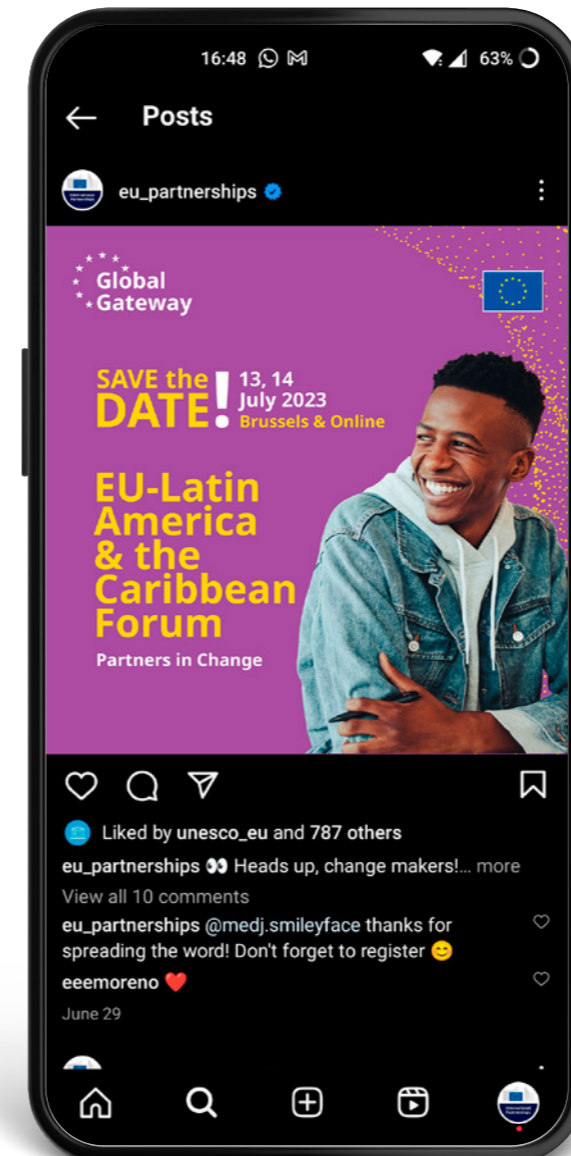 16:48 63%
Posts
eu_partnerships
Global
Gateway
SAVE the
DATE!
13, 14
July 2023
Brussels & Online
EU-Latin
America
& the
Caribbean
Forum
Partners in Change
Liked by unesco_eu and 787 others
eu_partnerships 👀 Heads up, change makers!... more
View all 10 comments
eu_partnerships @medj.smileyface thanks for
spreading the word! Don't forget to register 😊
eeemoreno ❤️
June 29